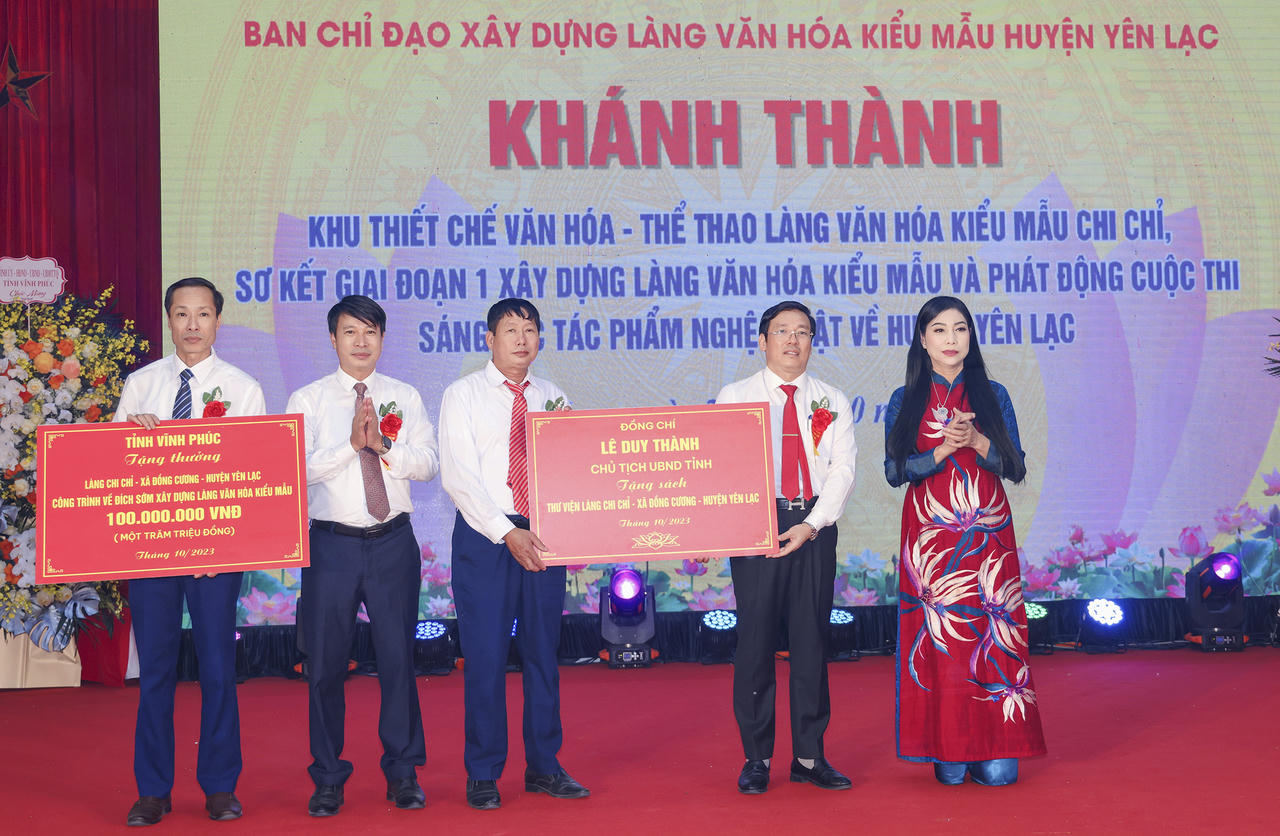 BAN CHỈ ĐẠO XÂY DỰNG LÀNG VĂN HÓA KIỂU MẪU HUYỆN YÊN LẠC
KHÁNH THÀNH
KHU THIẾT CHẾ VĂN HÓA - THỂ THAO LÀNG VĂN HÓA KIỂU MẪU CHI CHỈ,
SƠ KẾT GIAI ĐOẠN 1 XÂY DỰNG LÀNG VĂN HÓA KIỂU MẪU VÀ PHÁT ĐỘNG CUỘC THI
TÁC PHẨM VỀ YÊN LẠC
TỈNH VĨNH PHÚC
Chúc Mừng
TỈNH VĨNH PHÚC
Tặng thưởng
LÀNG CHI CHỈ - XÃ ĐỒNG CƯƠNG - HUYỆN YÊN LẠC
CÔNG TRÌNH VỀ ĐÍCH SỚM XÂY DỰNG LÀNG VĂN HÓA KIỂU MẪU
100.000.000 VNĐ
(MỘT TRĂM TRIỆU ĐỒNG)
Tháng 10/2023
ĐỒNG CHÍ
LÊ DUY THÀNH
CHỦ TỊCH UBND TỈNH
Tặng sách
THƯ VIỆN LÀNG CHI CHỈ - XÃ ĐỒNG CƯƠNG - HUYỆN YÊN LẠC
Tháng 10/2023